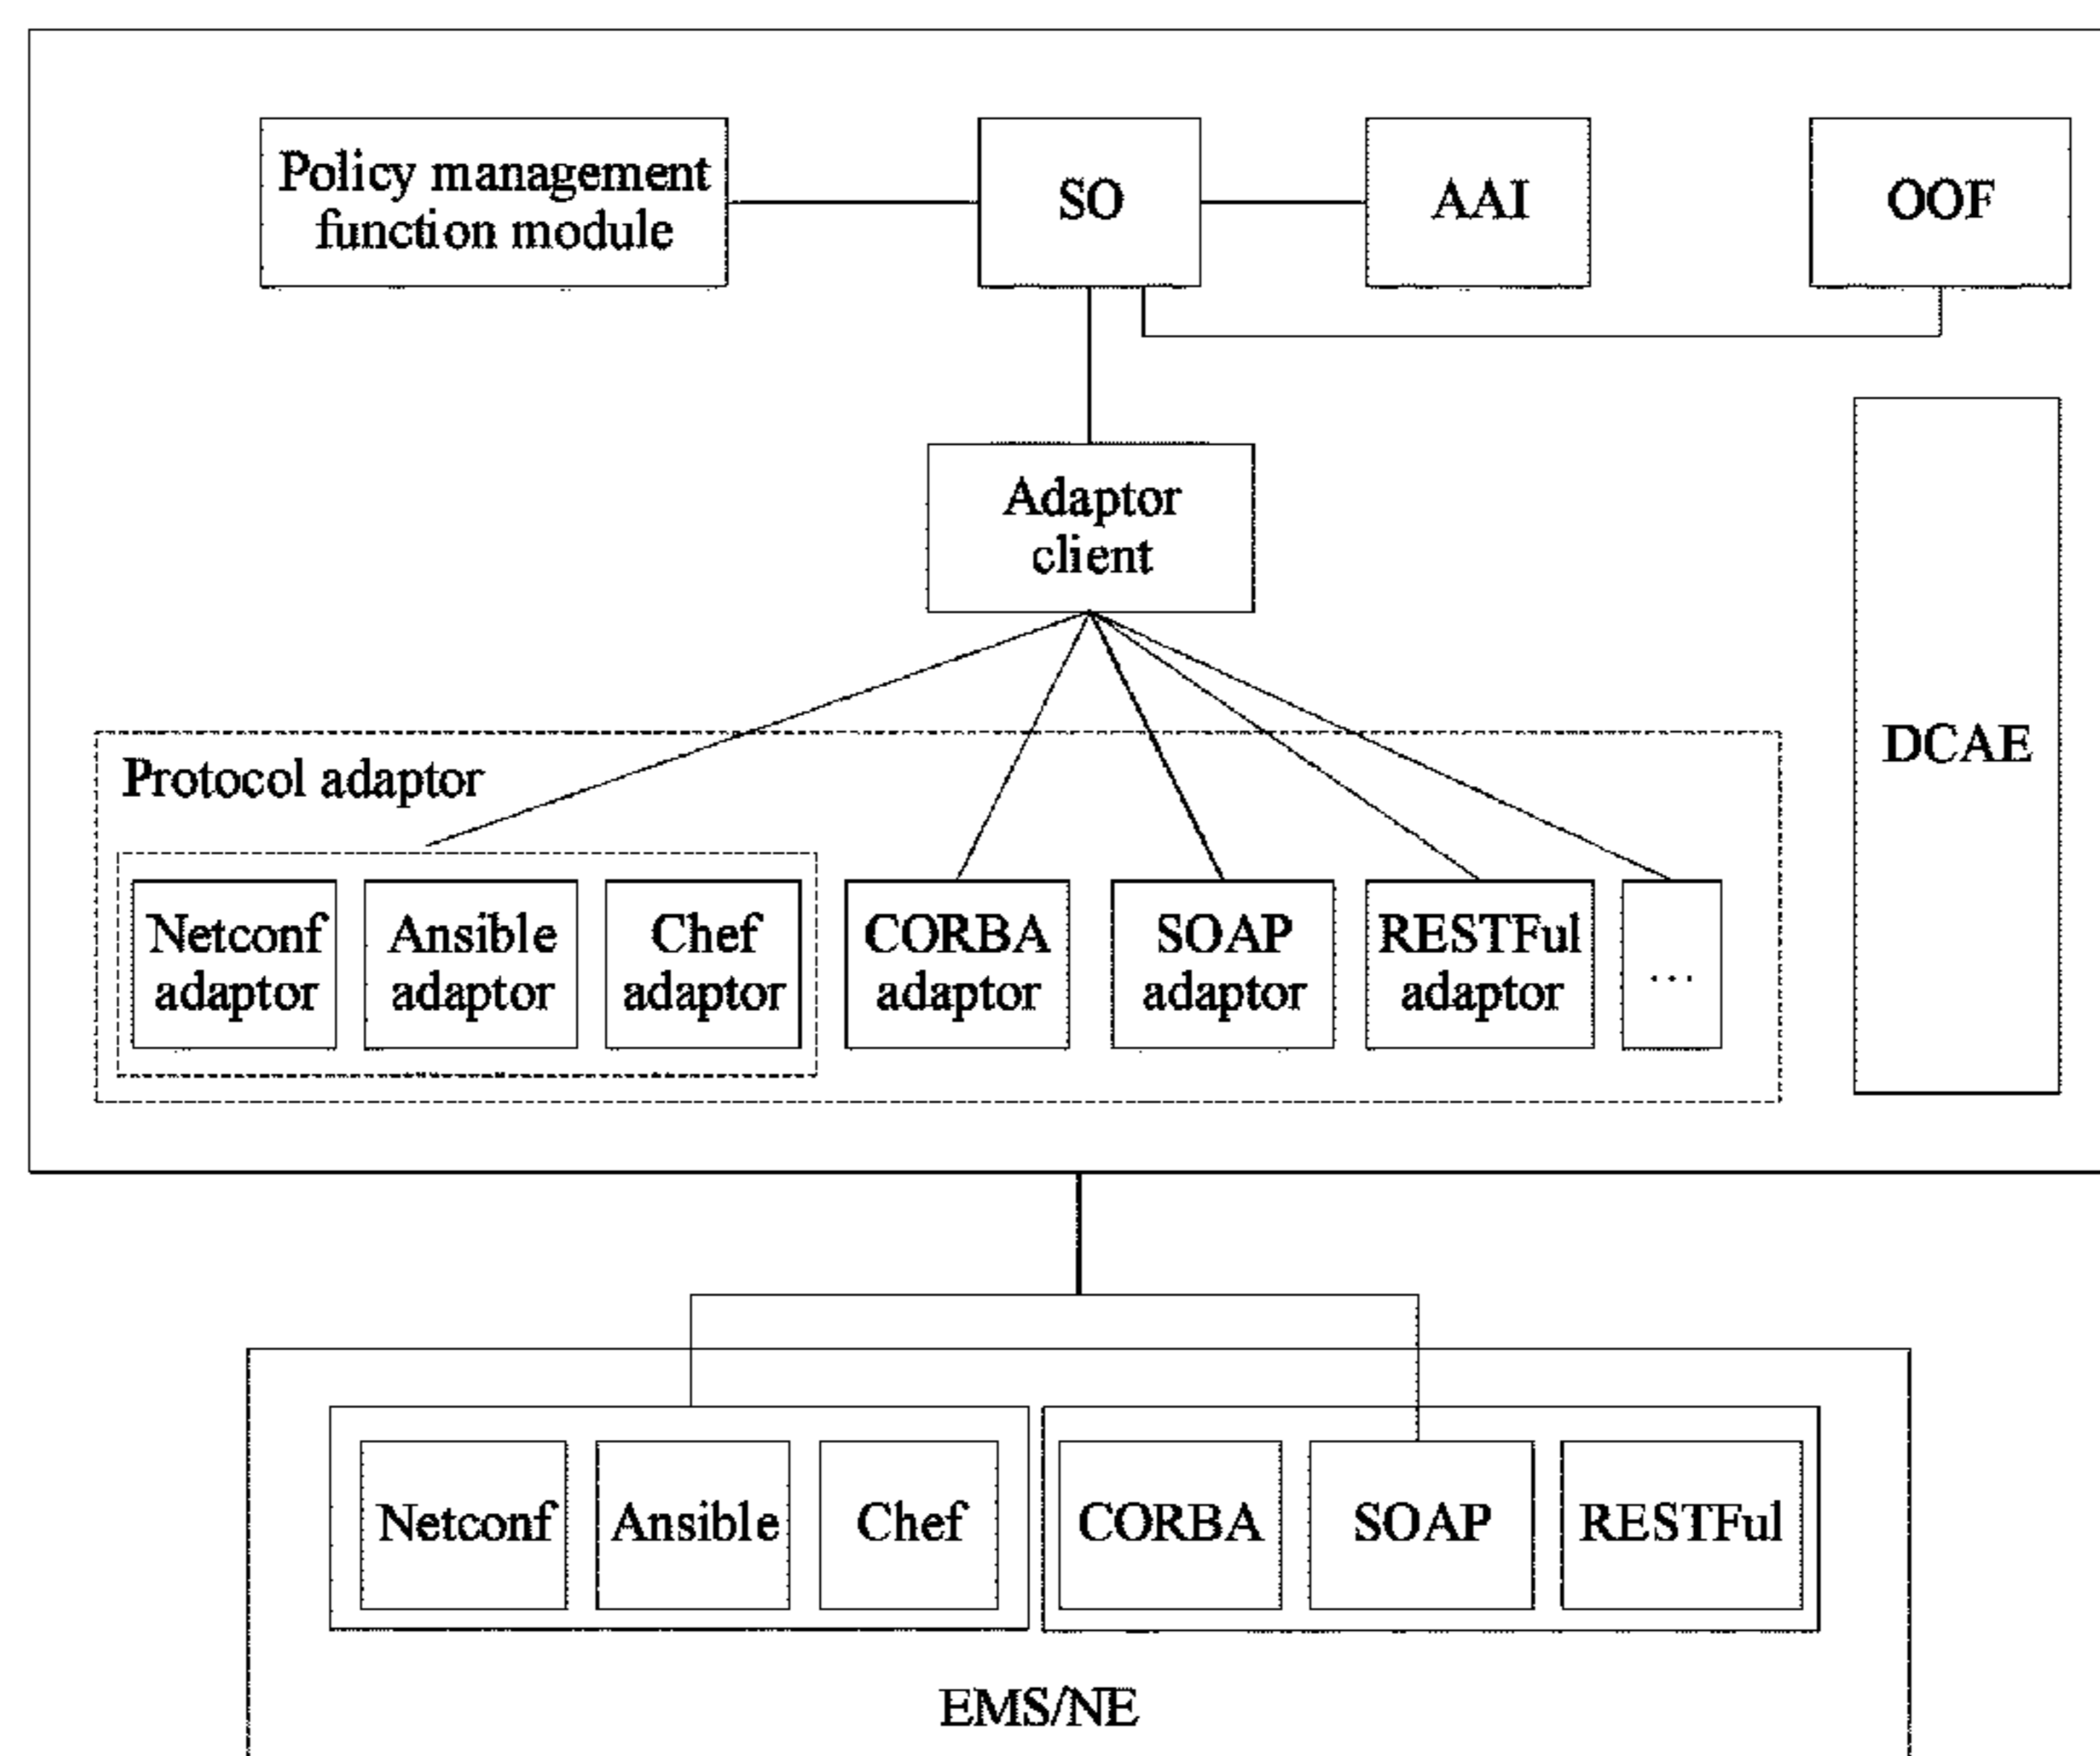 Policy management
function module
SO
AAI
OOF
Adaptor
client
DCAE
Protocol adaptor
Netconf
adaptor
Ansible
adaptor
Chef
adaptor
CORBA
adaptor
SOAP
adaptor
RESTFul
adaptor
...
Netconf
Ansible
Chef
CORBA
SOAP
RESTFul
EMS/NE